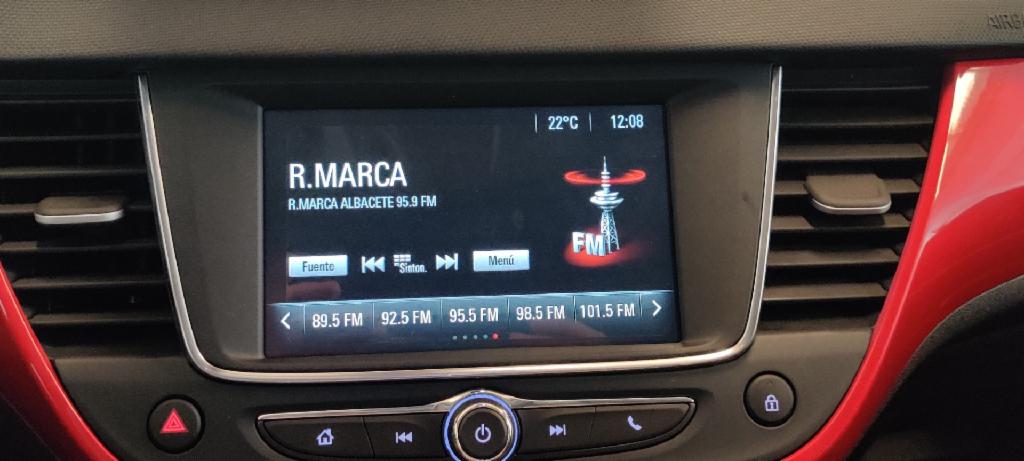 AIRB
22°C 12:08
R.MARCA
R.MARCA ALBACETE 95.9 FM
FM
Fuente Sinton. Menú
89.5 FM 92.5 FM 95.5 FM 98.5 FM 101.5 FM